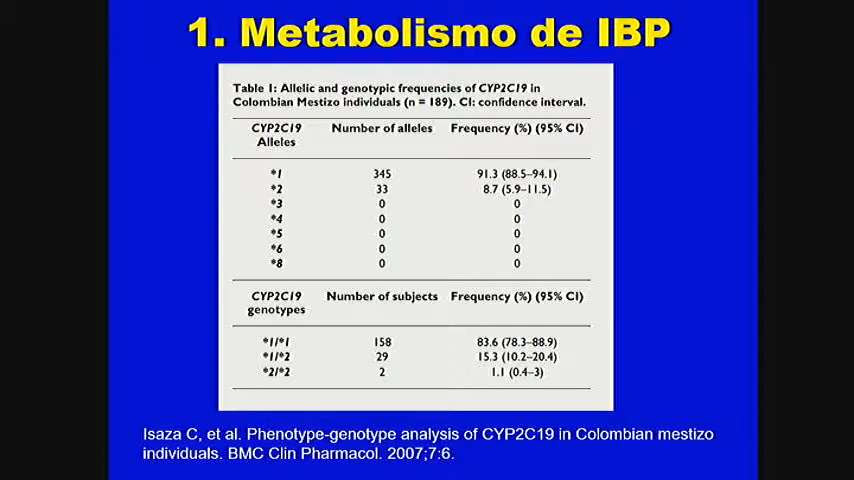 1. Metabolismo de IBP
Table 1: Allelic and genotypic frequencies of CYP2C19 in
Colombian Mestizo individuals (n = 189). CI: confidence interval.
CYP2C19 Number of alleles Frequency (%) (95% CI)
Alleles
*1 345 91.3 (88.5–94.1)
*2 33 8.7 (5.9–11.5)
*3 0 0
*4 0 0
*5 0 0
*6 0 0
*8 0 0
CYP2C19 Number of subjects Frequency (%) (95% CI)
genotypes
*1/*1 158 83.6 (78.3–88.9)
*1/*2 29 15.3 (10.2–20.4)
*2/*2 2 1.1 (0.4–3)
Isaza C, et al. Phenotype-genotype analysis of CYP2C19 in Colombian mestizo
individuals. BMC Clin Pharmacol. 2007;7:6.